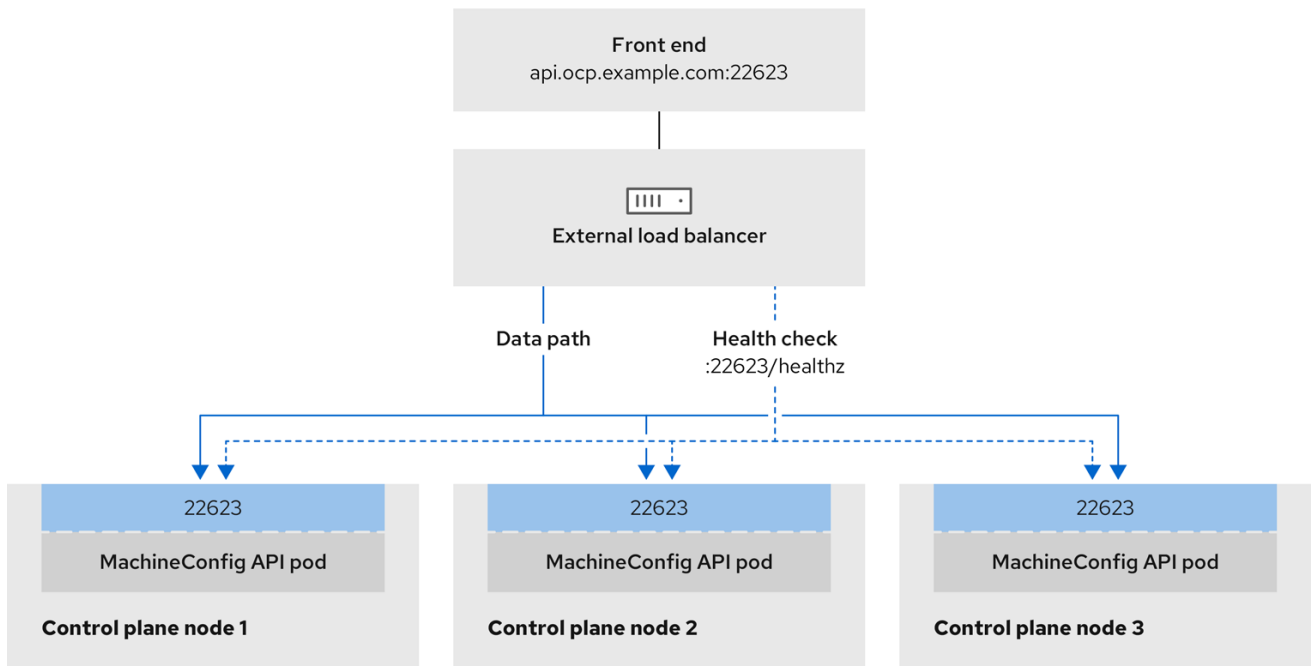 Front end
api.ocp.example.com:22623
External load balancer
Data path
Health check
:22623/healthz
22623
MachineConfig API pod
Control plane node 1
22623
MachineConfig API pod
Control plane node 2
22623
MachineConfig API pod
Control plane node 3